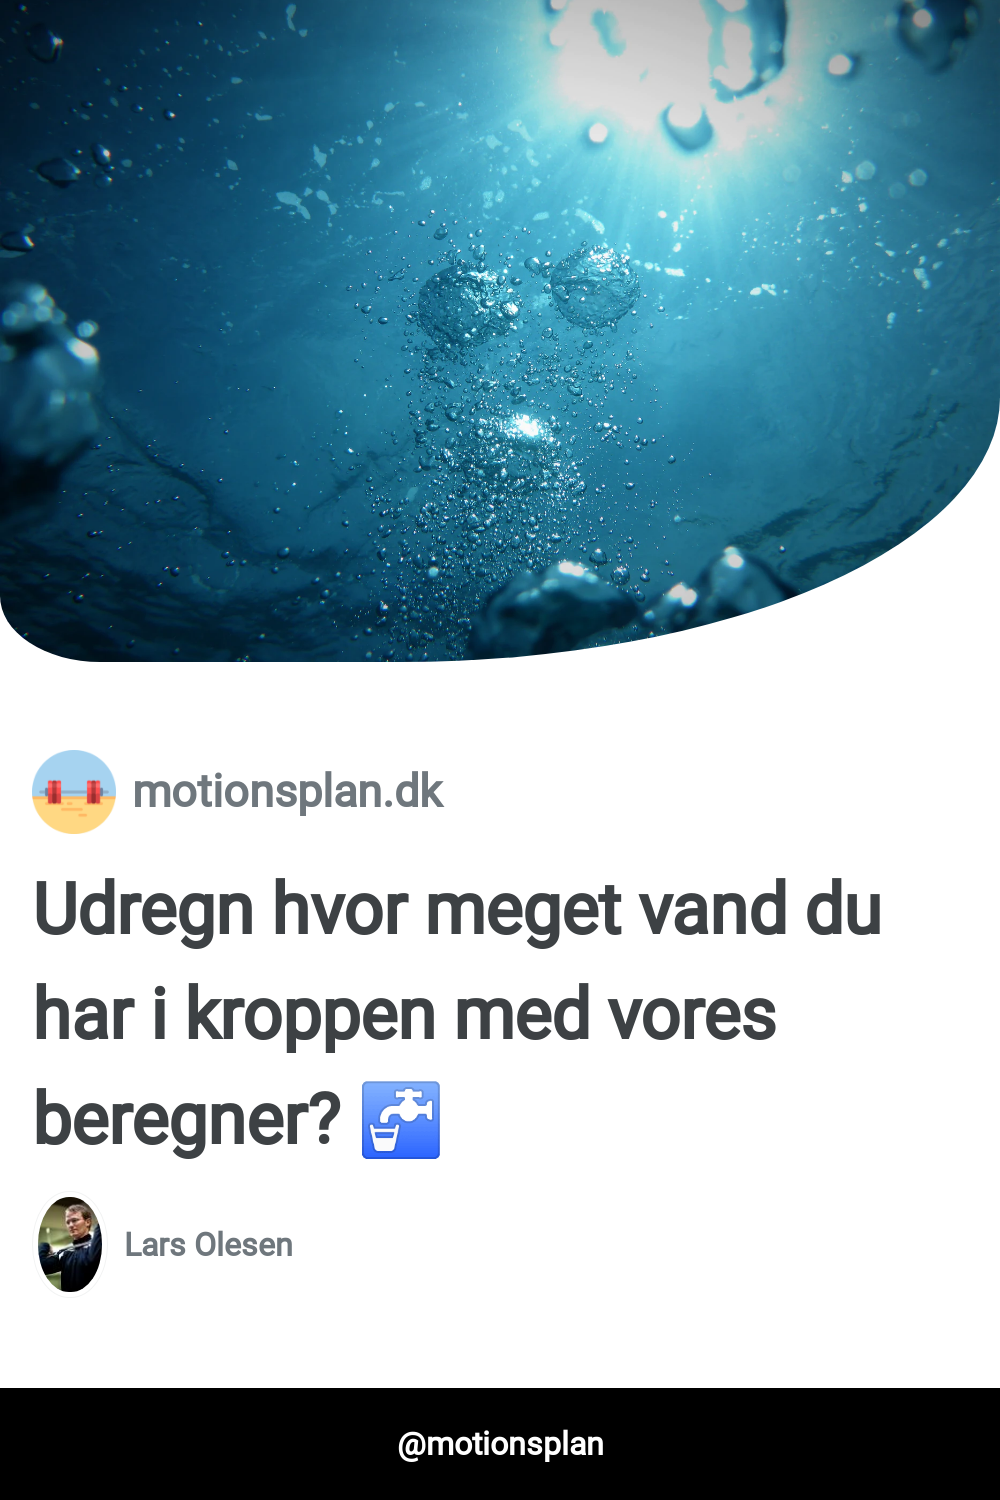 motionsplan.dk
Udregn hvor meget vand du
har i kroppen med vores
beregner? 🚰
Lars Olesen
@motionsplan